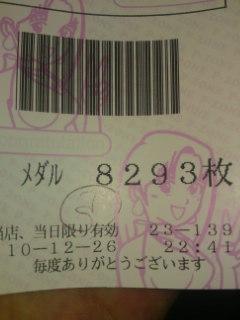 メダル 8293枚
当店、当日限り有効 23-139
10-12-26 22:41
毎度ありがとうございます